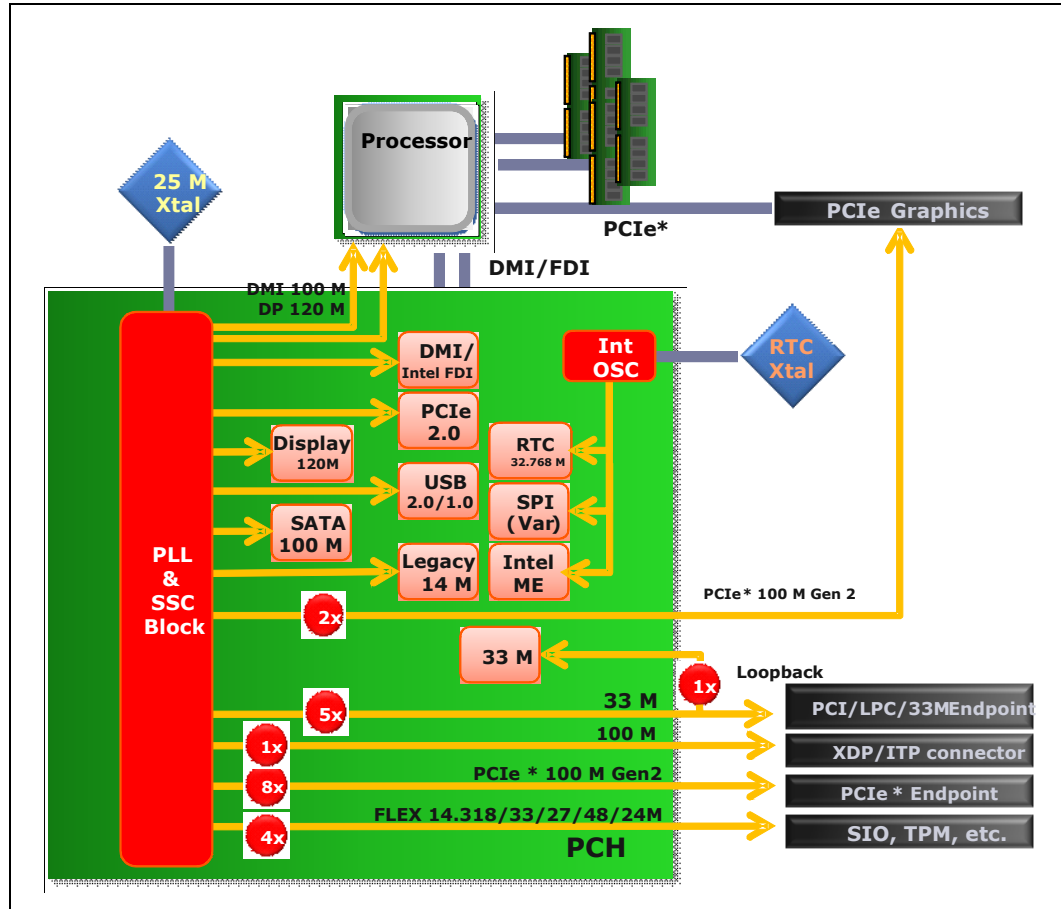 Processor
25 M
Xtal
PCIe Graphics
PCIe*
DMI/FDI
DMI 100 M
DP 120 M
DMI/
Intel FDI
Int
OSC
RTC
Xtal
PCIe
2.0
Display
120M
RTC
32.768 M
USB
2.0/1.0
SPI
(Var)
SATA
100 M
PLL
&
SSC
Block
Legacy
14 M
Intel
ME
PCIe* 100 M Gen 2
2x
33 M
Loopback
1x
5x
33 M
PCI/LPC/33MEndpoint
1x
100 M
XDP/ITP connector
8x
PCIe * 100 M Gen2
PCIe* Endpoint
4x
FLEX 14.318/33/27/48/24M
SIO, TPM, etc.
PCH